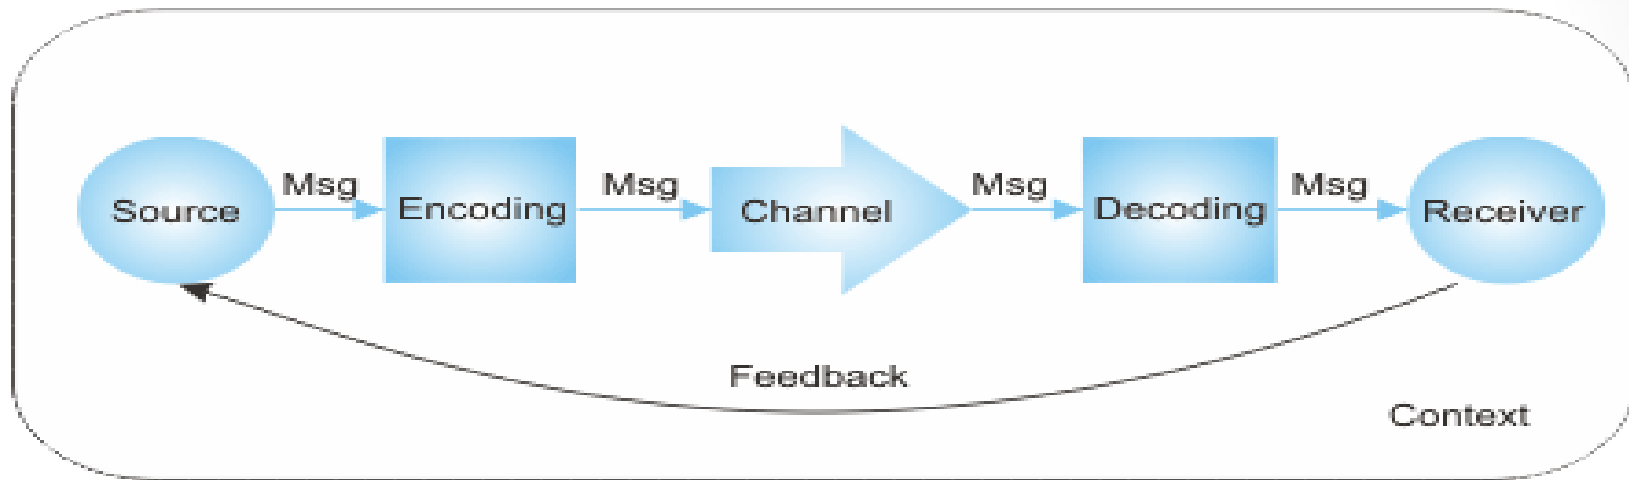 Msg Msg Msg Msg
Source Encoding Channel Decoding Receiver
Feedback
Context